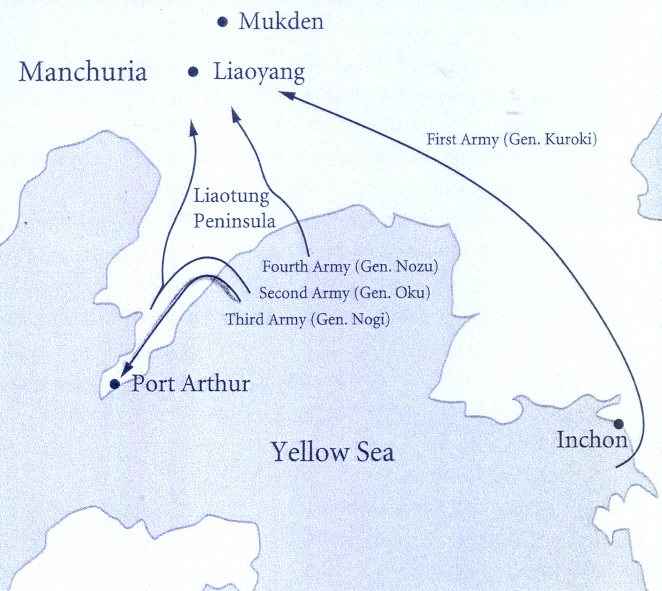 Mukden
Manchuria
Liaoyang
First Army (Gen. Kuroki)
Liaotung
Peninsula
Fourth Army (Gen. Nozu)
Second Army (Gen. Oku)
Third Army (Gen. Nogi)
Port Arthur
Inchon
Yellow Sea